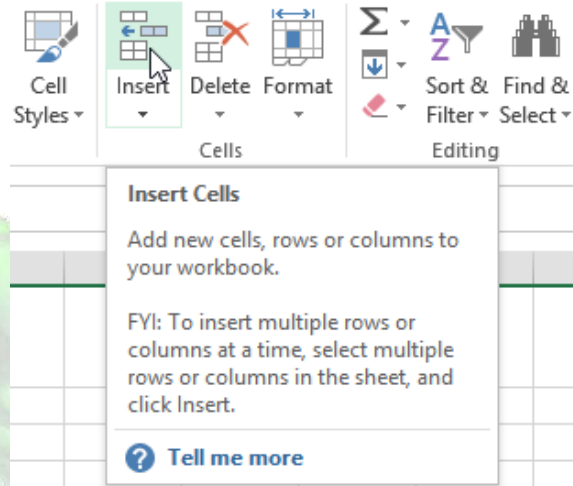 Cell
Styles
Insert
Delete
Format
Sort &
Filter
Find &
Select
Cells
Editing
Insert Cells
Add new cells, rows or columns to
your workbook.
FYI: To insert multiple rows or
columns at a time, select multiple
rows or columns in the sheet, and
click Insert.
Tell me more